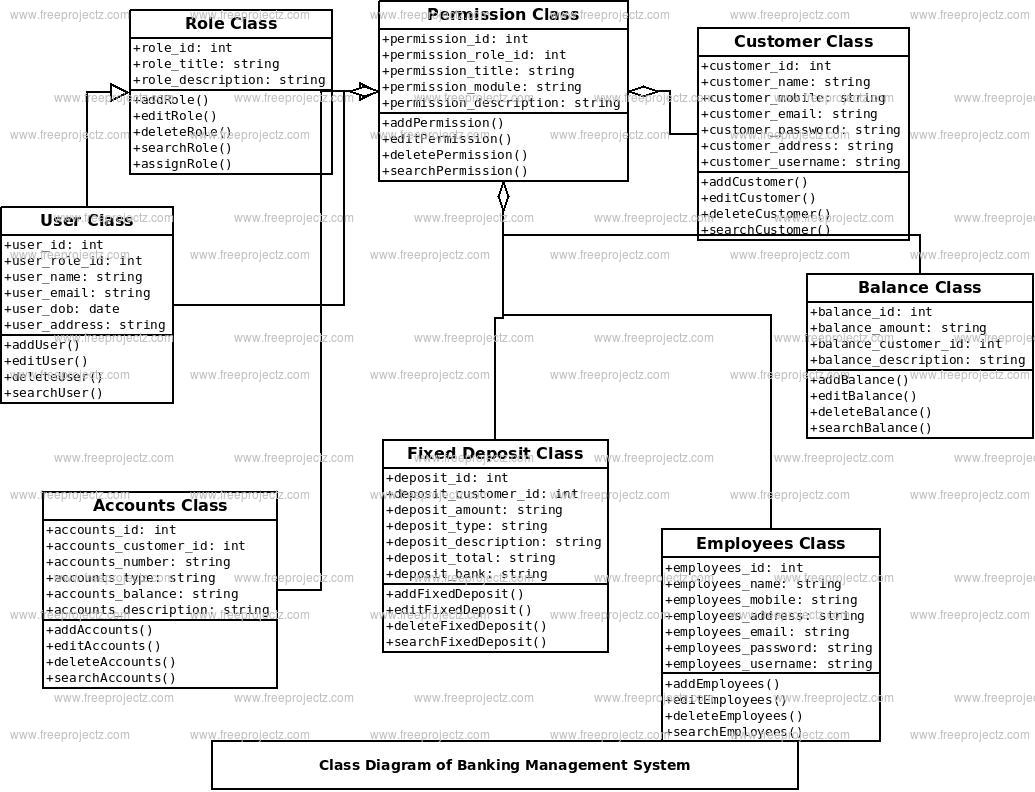 Role Class
+role_id: int
+role_title: string
+role_description: string
+addRole()
+editRole()
+deleteRole()
+searchRole()
+assignRole()
Permission Class
+permission_id: int
+permission_role_id: int
+permission_title: string
+permission_module: string
+permission_description: string
+addPermission()
+editPermission()
+deletePermission()
+searchPermission()
Customer Class
+customer_id: int
+customer_name: string
+customer_mobile: string
+customer_email: string
+customer_password: string
+customer_address: string
+customer_username: string
+addCustomer()
+editCustomer()
+deleteCustomer()
+searchCustomer()
User Class
+user_id: int
+user_role_id: int
+user_name: string
+user_email: string
+user_dob: date
+user_address: string
+addUser()
+editUser()
+deleteUser()
+searchUser()
Balance Class
+balance_id: int
+balance_amount: string
+balance_customer_id: int
+balance_description: string
+addBalance()
+editBalance()
+deleteBalance()
+searchBalance()
Accounts Class
+accounts_id: int
+accounts_customer_id: int
+accounts_number: string
+accounts_type: string
+accounts_balance: string
+accounts_description: string
+addAccounts()
+editAccounts()
+deleteAccounts()
+searchAccounts()
Fixed Deposit Class
+deposit_id: int
+deposit_customer_id: int
+deposit_amount: string
+deposit_type: string
+deposit_description: string
+deposit_total: string
+deposit_bank: string
+addFixedDeposit()
+editFixedDeposit()
+deleteFixedDeposit()
+searchFixedDeposit()
Employees Class
+employees_id: int
+employees_name: string
+employees_mobile: string
+employees_address: string
+employees_email: string
+employees_password: string
+employees_username: string
+addEmployees()
+editEmployees()
+deleteEmployees()
+searchEmployees()
Class Diagram of Banking Management System
www.freeprojectz.com